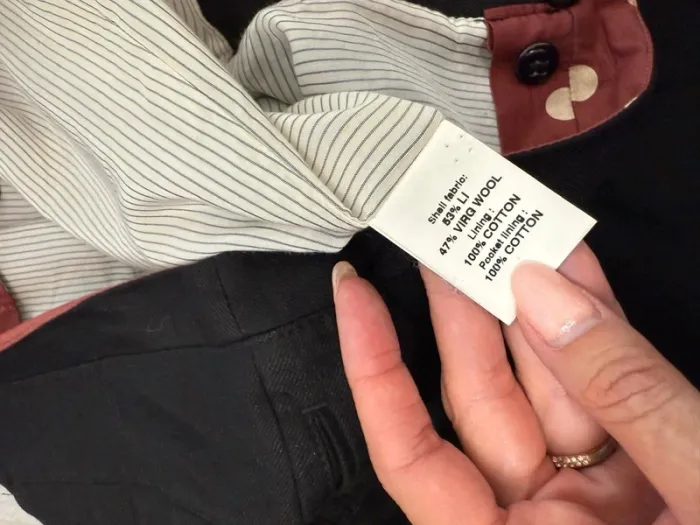 Shell fabric:
53% LI
47% VIRG WOOL
Lining :
100% COTTON
Pocket lining :
100% COTTON